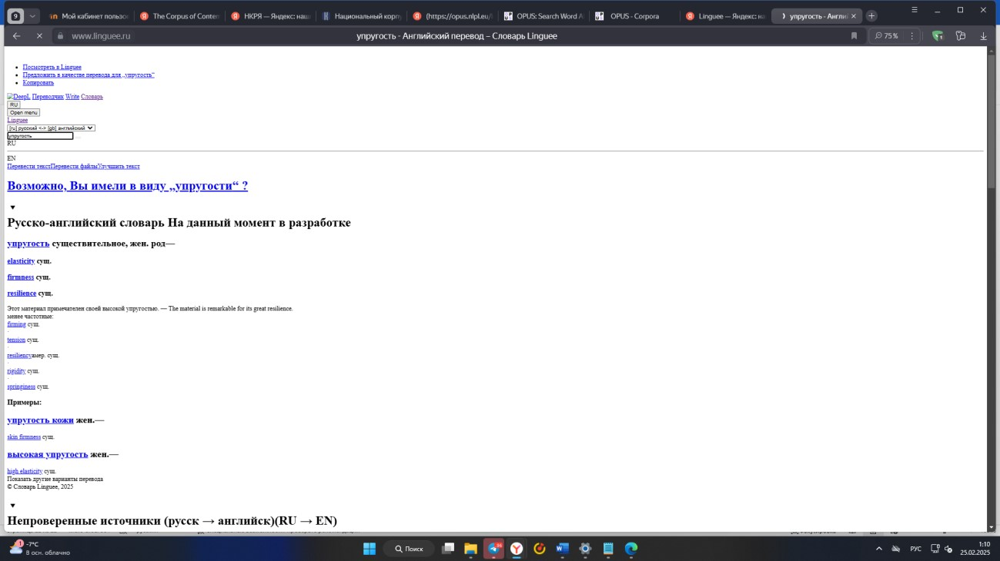 9
Мой кабинет пользо
The Corpus of Conten
НКРЯ — Яндекс: наш
Национальный корпу
(https://opus.nlpl.eu/
OPUS: Search Word A
OPUS - Corpora
Linguee — Яндекс: на
упругость - Англи
www.linguee.ru
упругость - Английский перевод – Словарь Linguee
75%
Посмотреть в Linguee
Предложить в качестве перевода для „упругость“
Копировать
DeepL Переводчик Write Словарь
RU
Open menu
Linguee
[ru] русский <-> [gb] английский
упругость
RU
EN
Перевести текстПеревести файлыУлучшить текст
Возможно, Вы имели в виду „упругости“ ?
▼
Русско-английский словарь На данный момент в разработке
упругость существительное, жен. род—
elasticity сущ.
firmness сущ.
resilience сущ.
Этот материал примечателен своей высокой упругостью. — The material is remarkable for its great resilience.
менее частотные:
firming сущ.
·
tension сущ.
·
resiliencyамер. сущ.
·
rigidity сущ.
·
springiness сущ.
Примеры:
упругость кожи жен.—
skin firmness сущ.
высокая упругость жен.—
high elasticity сущ.
Показать другие варианты перевода
© Словарь Linguee, 2025
▼
Непроверенные источники (русск → английск)(RU → EN)
1
-7°C
В осн. облачно
Поиск
РУС
1:10
25.02.2025